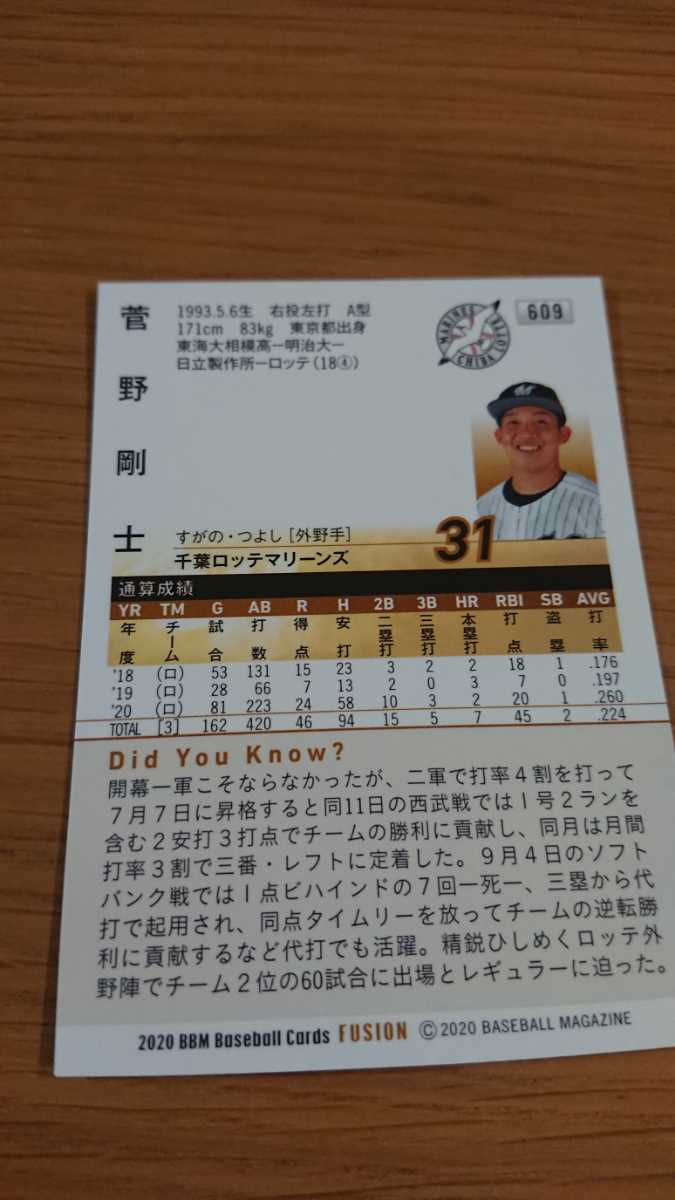 菅野剛士
1993.5.6生 右投左打 A型
171cm 83kg 東京都出身
東海大相模高ー明治大ー
日立製作所ーロッテ(18④)
MARINES
CHIBA LOTTE
609
すがの・つよし[外野手]
31
千葉ロッテマリーンズ
通算成績
YR TM G AB R H 2B 3B HR RBI SB AVG
年度 チーム 試合 打数 得点 安打 二塁打 三塁打 本塁打 打点 盗塁 打率
'18 (ロ) 53 131 15 23 3 2 2 18 1 .176
'19 (ロ) 28 66 7 13 2 0 3 7 0 .197
'20 (ロ) 81 223 24 58 10 3 2 20 1 .260
TOTAL [3] 162 420 46 94 15 5 7 45 2 .224
Did You Know?
開幕一軍こそならなかったが、二軍で打率4割を打って
7月7日に昇格すると同11日の西武戦では1号2ランを
含む2安打3打点でチームの勝利に貢献し、同月は月間
打率3割で三番・レフトに定着した。9月4日のソフト
バンク戦では1点ビハインドの7回一死一、三塁から代
打で起用され、同点タイムリーを放ってチームの逆転勝
利に貢献するなど代打でも活躍。精鋭ひしめくロッテ外
野陣でチーム2位の60試合に出場とレギュラーに迫った。
2020 BBM Baseball Cards FUSION © 2020 BASEBALL MAGAZINE